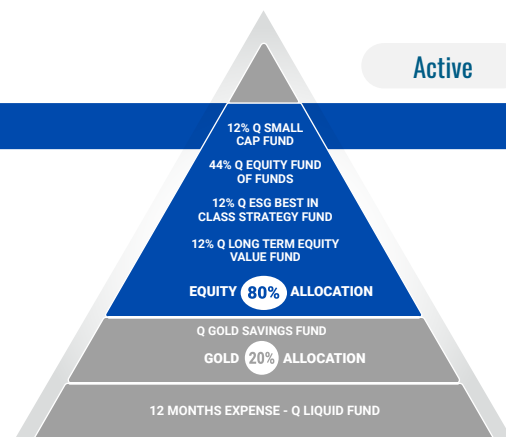 Active
12% Q SMALL
CAP FUND
44% Q EQUITY FUND
OF FUNDS
12% Q ESG BEST IN
CLASS STRATEGY FUND
12% Q LONG TERM EQUITY
VALUE FUND
EQUITY 80% ALLOCATION
Q GOLD SAVINGS FUND
GOLD 20% ALLOCATION
12 MONTHS EXPENSE - Q LIQUID FUND